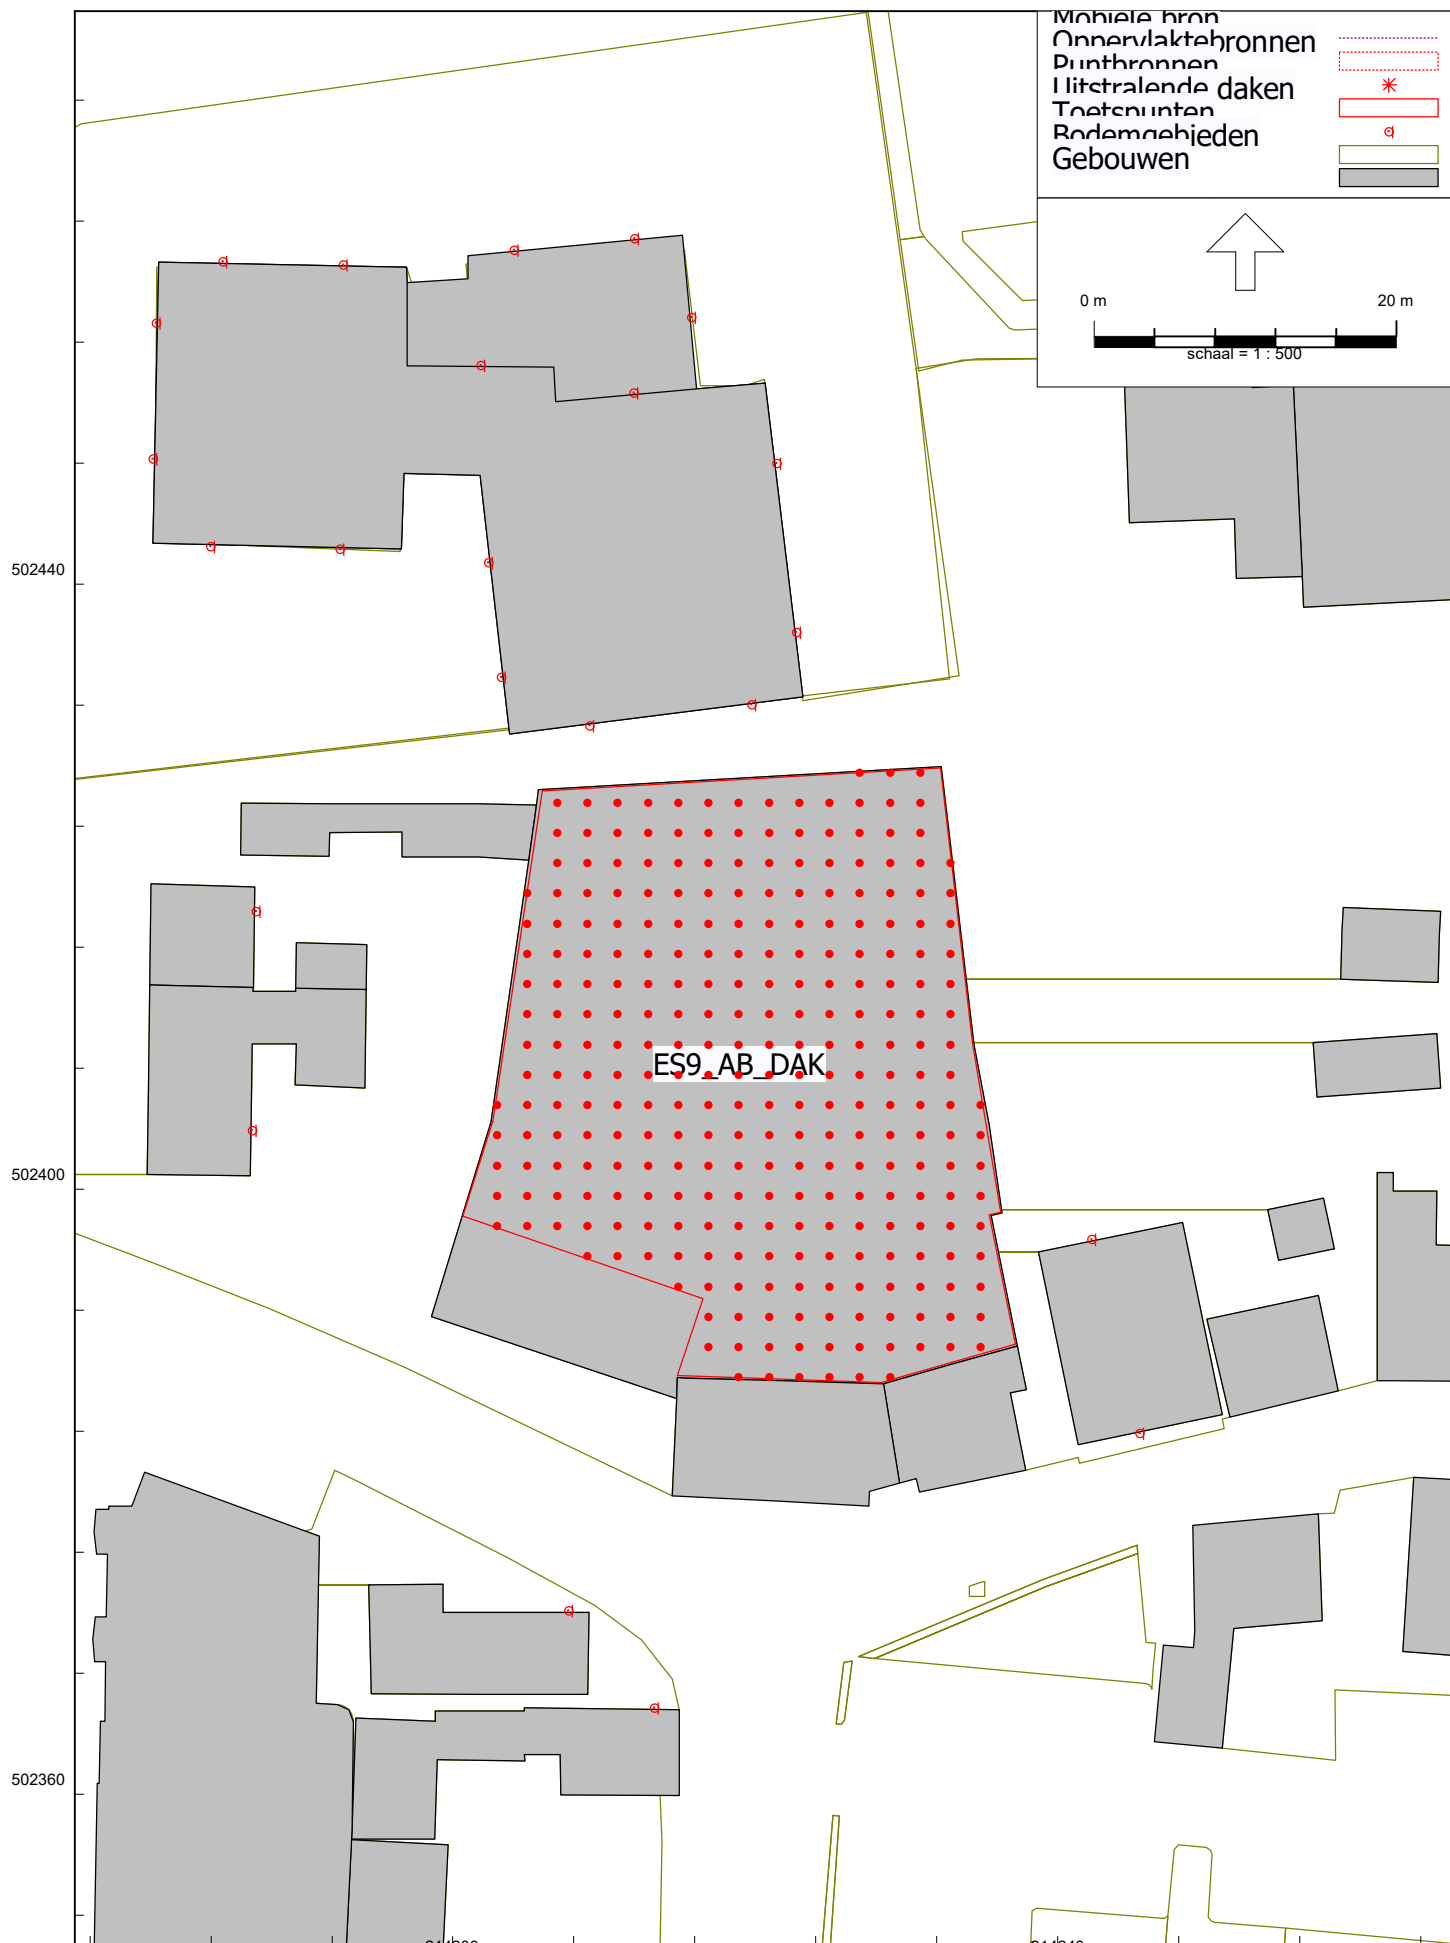 Mobiele bron
Oppervlaktebronnen
Puntbronnen
Uitstralende daken
Toetspunten
Bodemgebieden
Gebouwen
0 m 20 m
schaal = 1 : 500
502440
ES9_AB_DAK
502400
502360